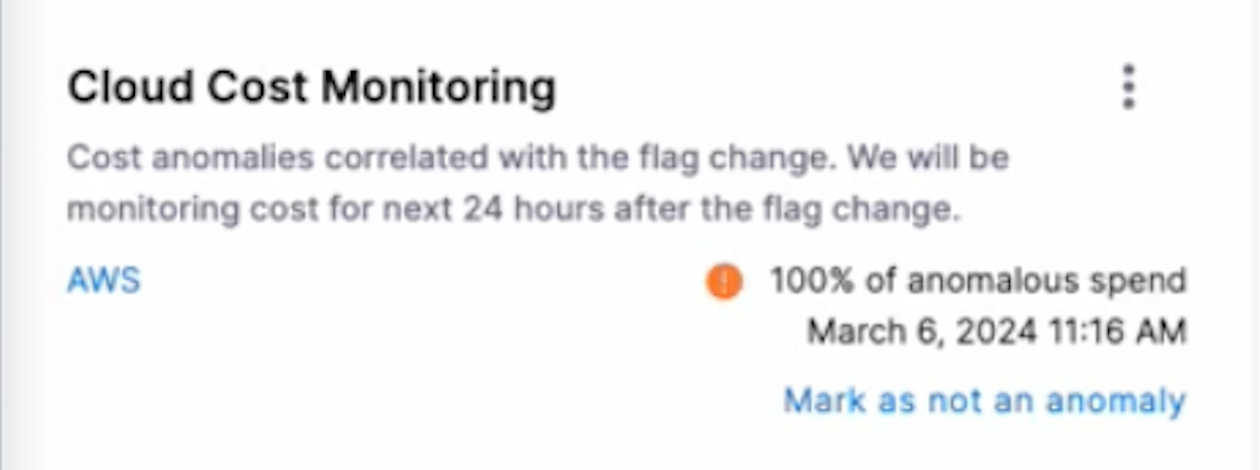 Cloud Cost Monitoring
Cost anomalies correlated with the flag change. We will be
monitoring cost for next 24 hours after the flag change.
AWS
100% of anomalous spend
March 6, 2024 11:16 AM
Mark as not an anomaly